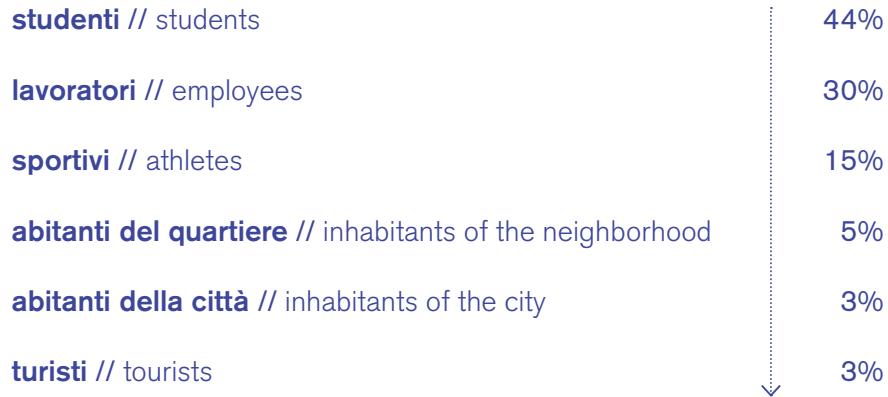 studenti // students 44%
lavoratori // employees 30%
sportivi // athletes 15%
abitanti del quartiere // inhabitants of the neighborhood 5%
abitanti della città // inhabitants of the city 3%
turisti // tourists 3%